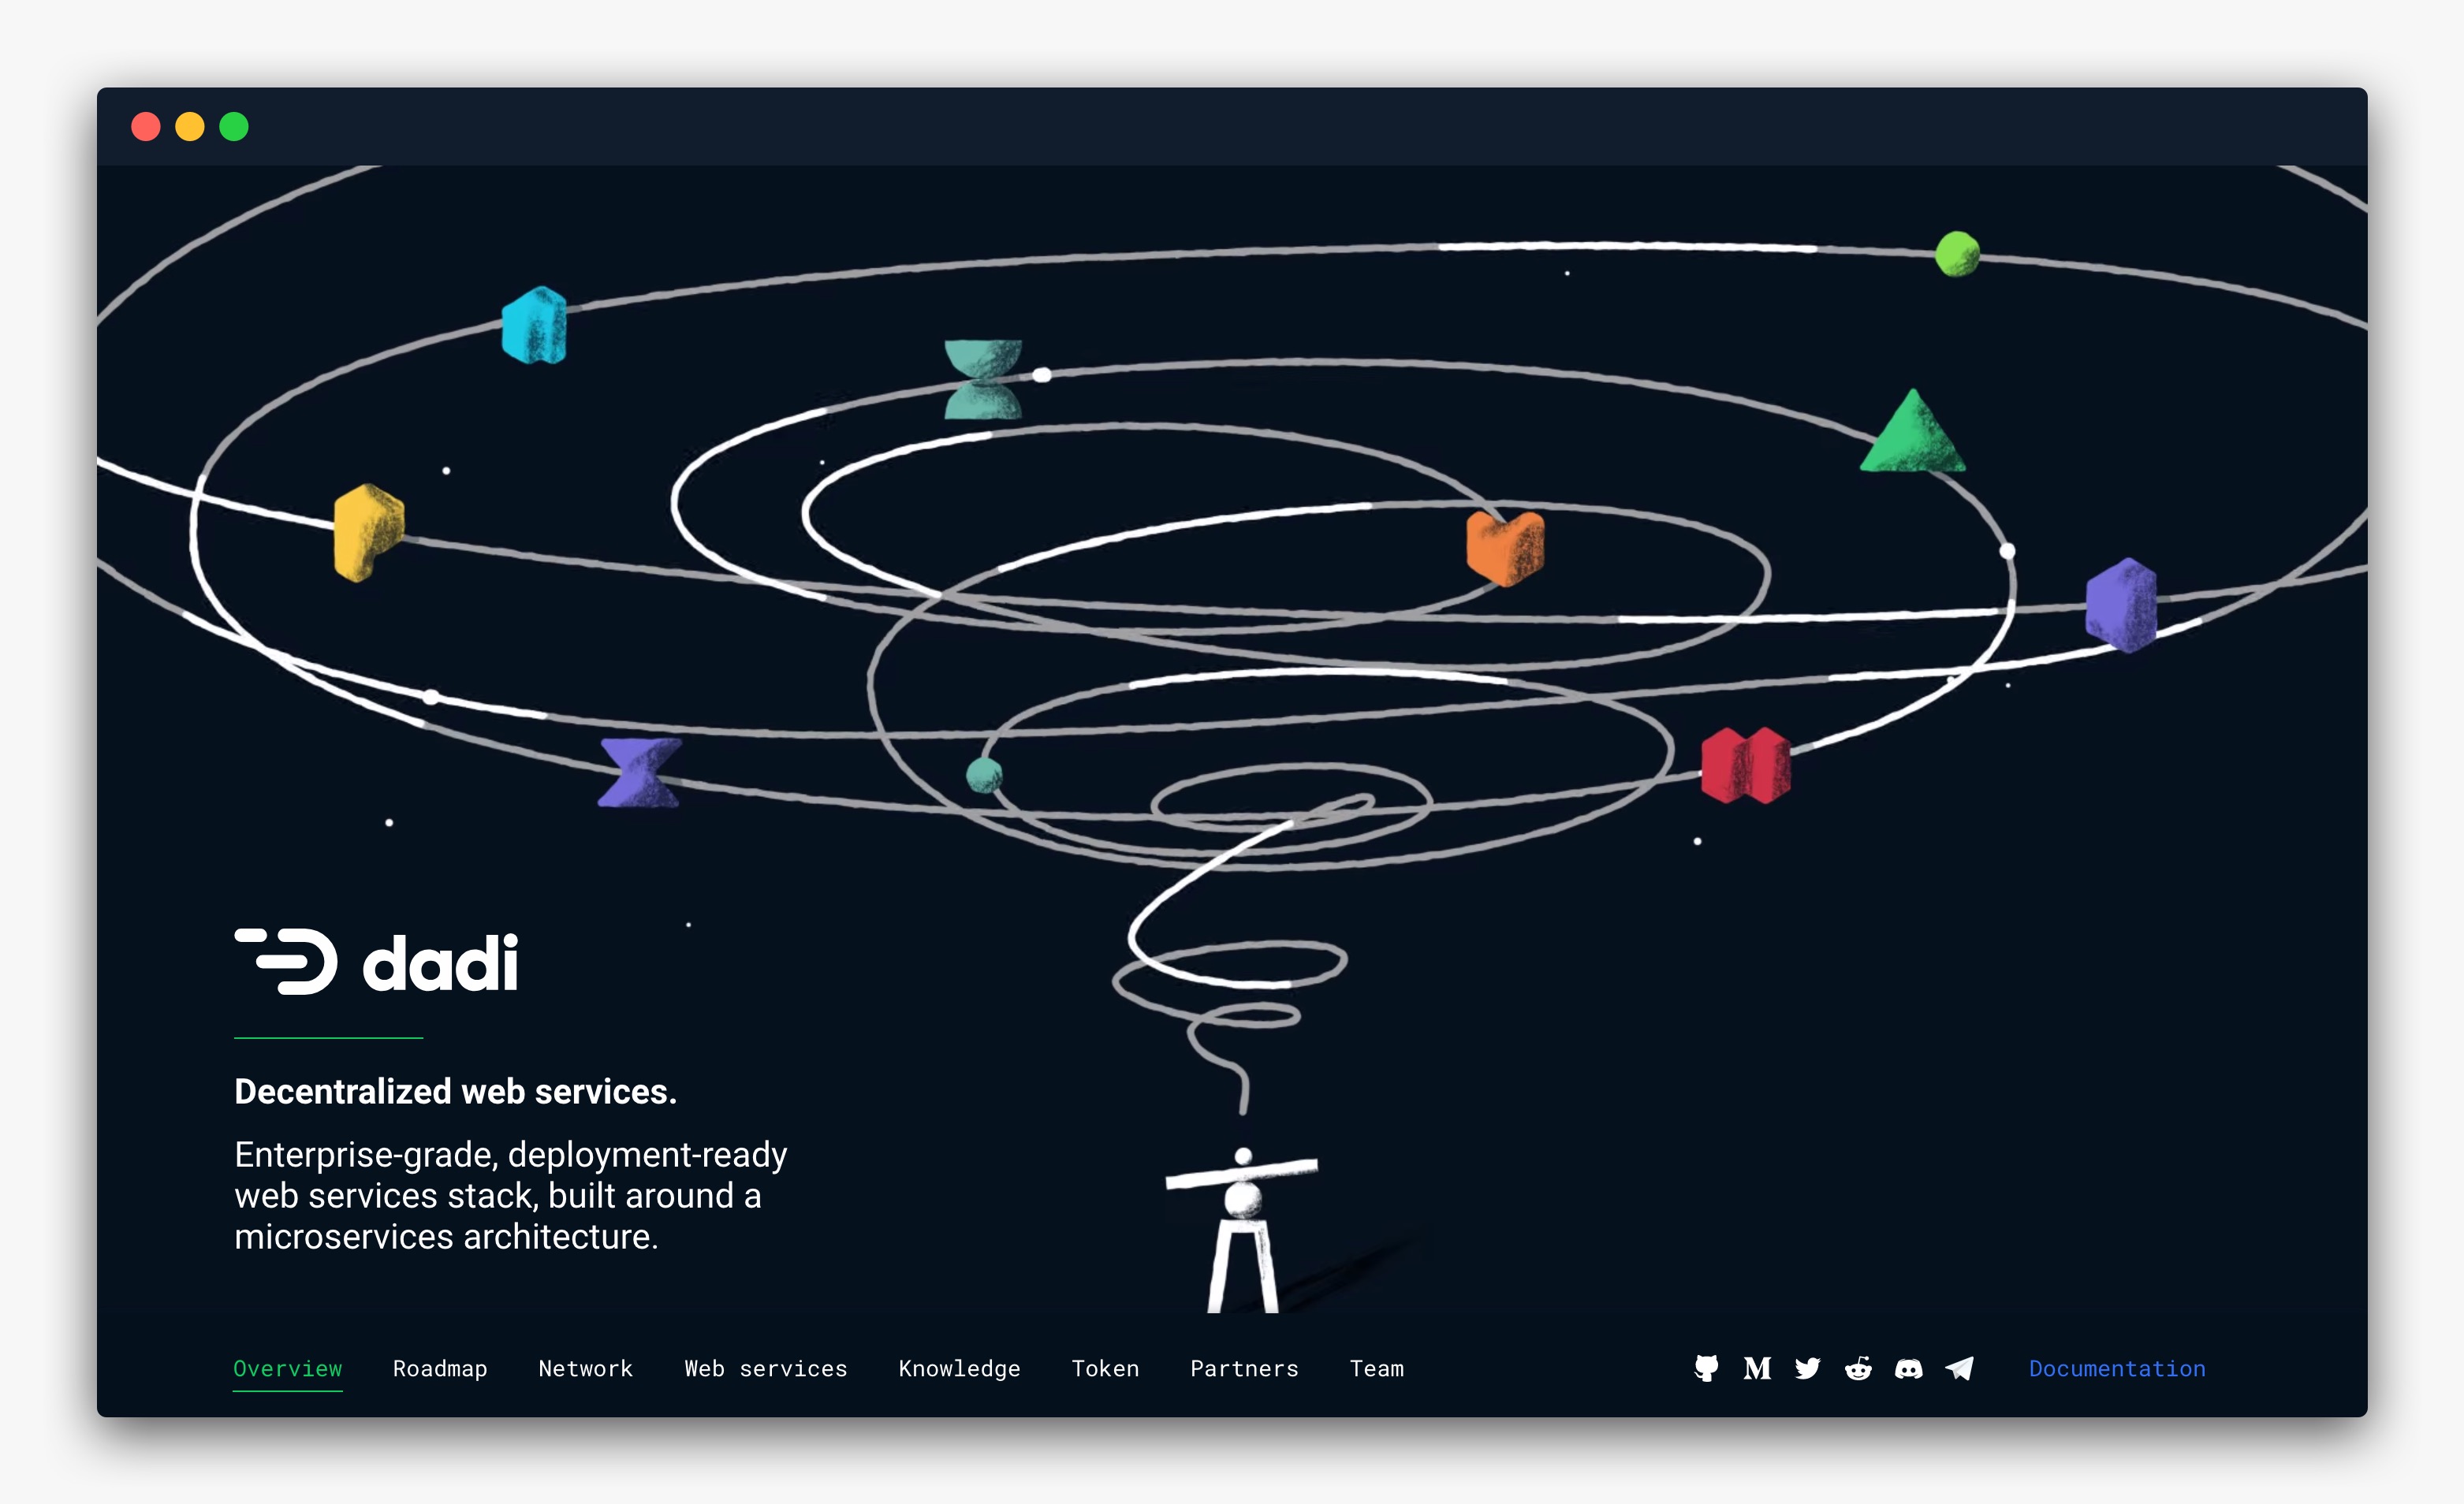 dadi
Decentralized web services.
Enterprise-grade, deployment-ready
web services stack, built around a
microservices architecture.
Overview Roadmap Network Web services Knowledge Token Partners Team Documentation